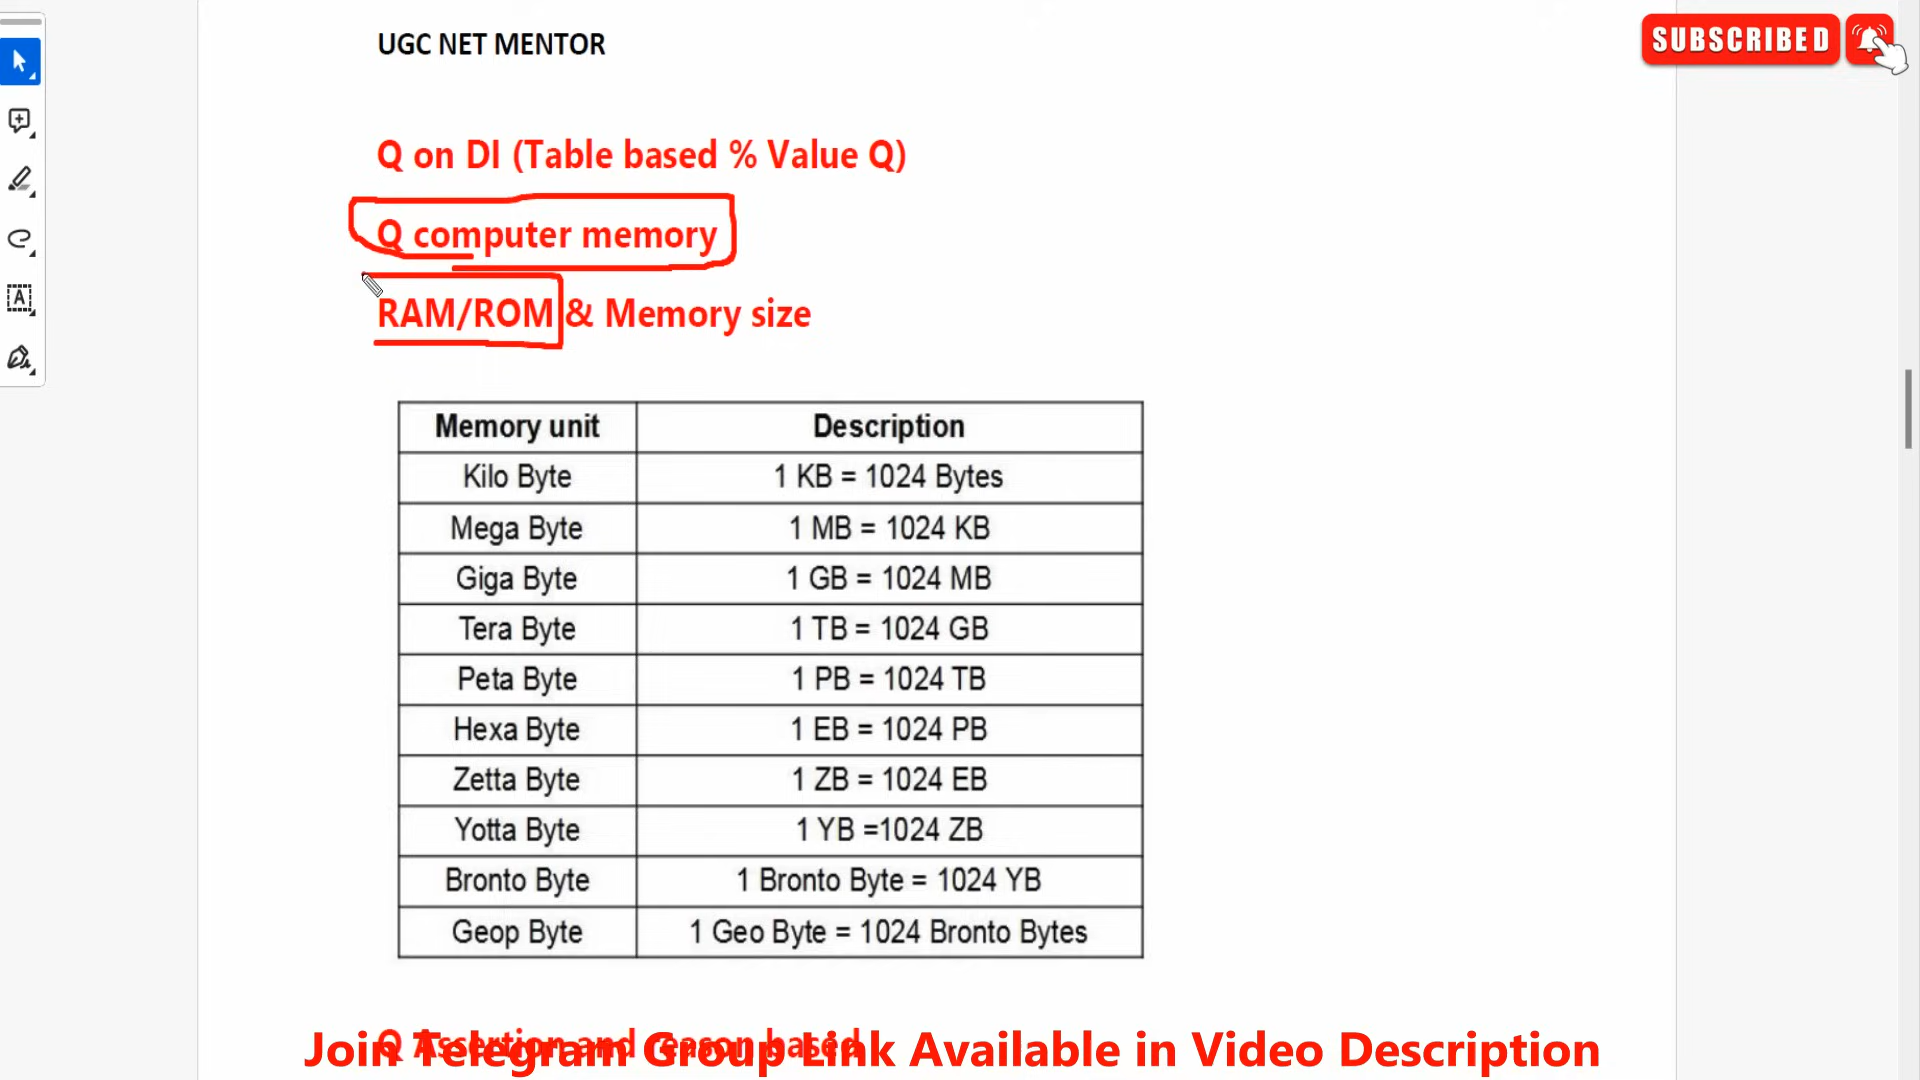 UGC NET MENTOR
SUBSCRIBED
Q on DI (Table based % Value Q)
Q computer memory
RAM/ROM & Memory size
Memory unit Description
Kilo Byte 1 KB = 1024 Bytes
Mega Byte 1 MB = 1024 KB
Giga Byte 1 GB = 1024 MB
Tera Byte 1 TB = 1024 GB
Peta Byte 1 PB = 1024 TB
Hexa Byte 1 EB = 1024 PB
Zetta Byte 1 ZB = 1024 EB
Yotta Byte 1 YB =1024 ZB
Bronto Byte 1 Bronto Byte = 1024 YB
Geop Byte 1 Geo Byte = 1024 Bronto Bytes
Q Assertion and reason based
Join Telegram Group Link Available in Video Description